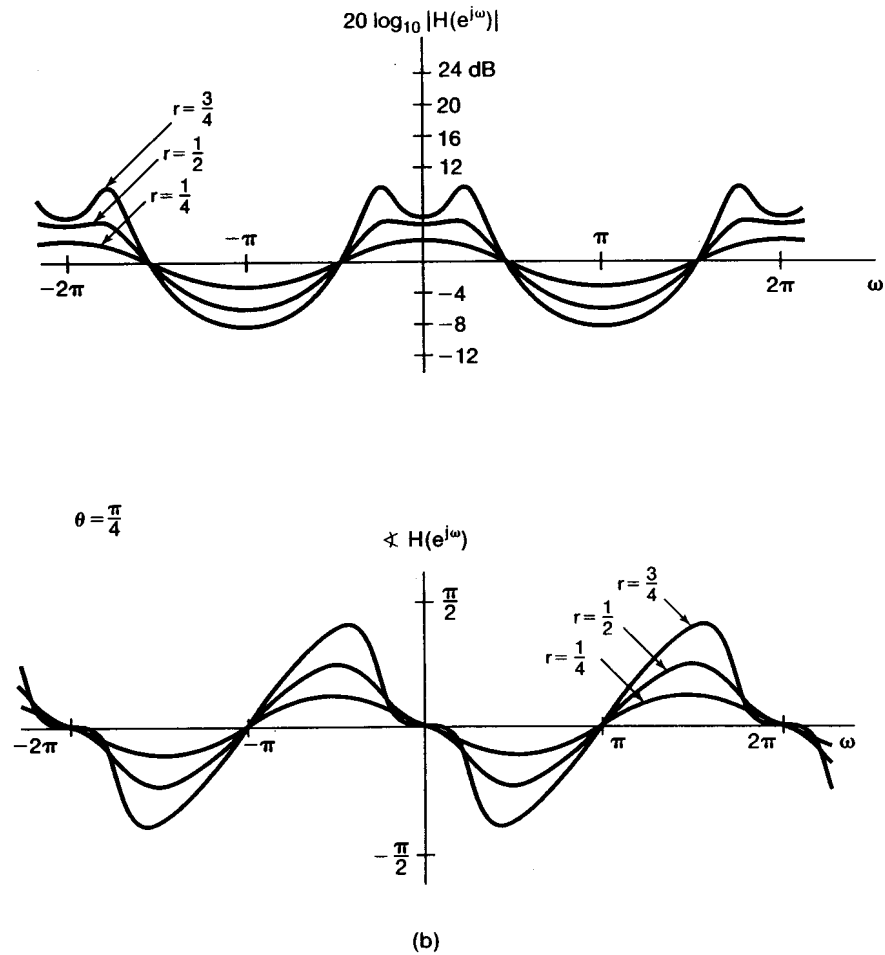 20 log₁₀ |H(e^{jω})|
24 dB
20
16
12
r = 3/4
r = 1/2
r = 1/4
−π
π
−2π
2π
ω
−4
−8
−12
θ = π/4
∢ H(e^{jω})
π/2
r = 3/4
r = 1/2
r = 1/4
−2π
−π
π
2π
ω
−π/2
(b)